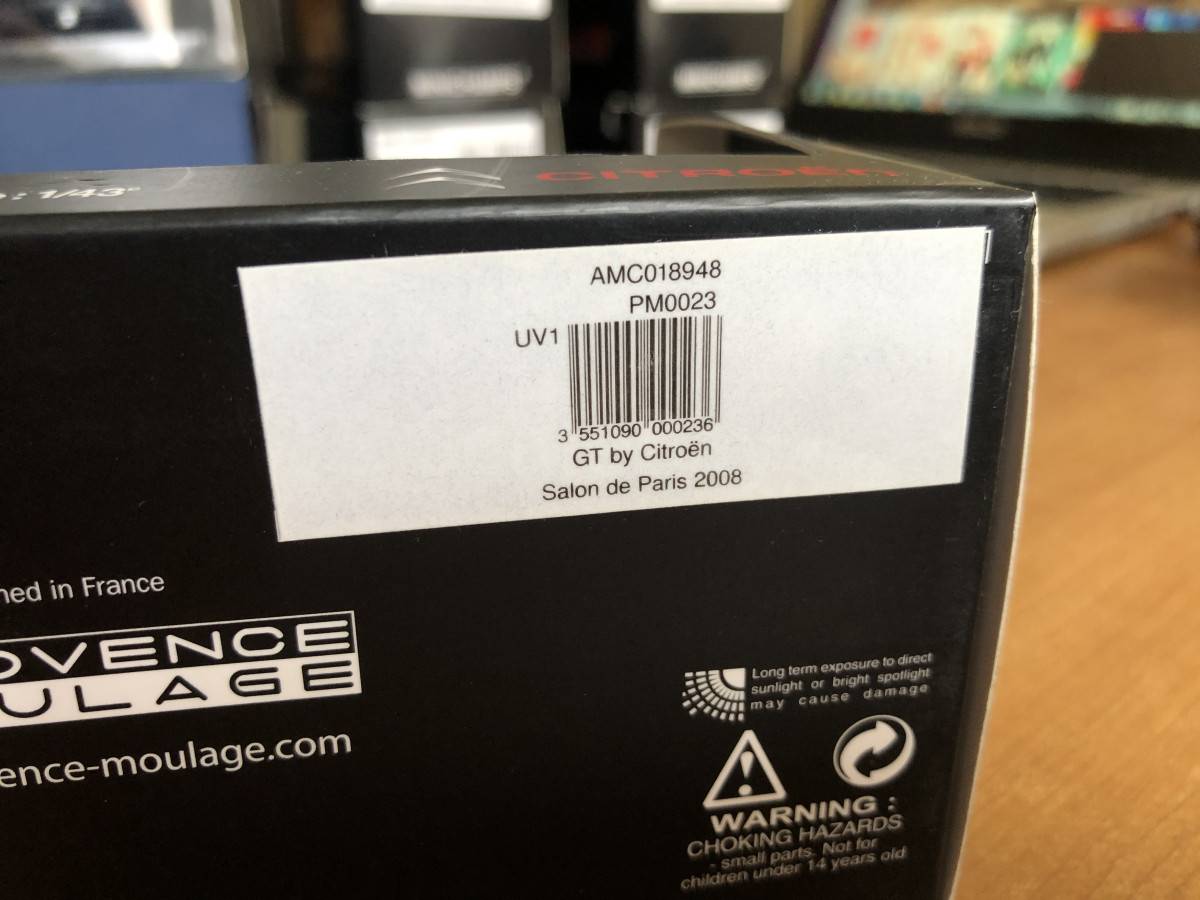 : 1/43°
CITROËN
AMC018948
PM0023
UV1
3 551090 000236
GT by Citroën
Salon de Paris 2008
ned in France
OVENCE
ULAGE
ence-moulage.com
Long term exposure to direct
sunlight or bright spotlight
may cause damage
WARNING :
CHOKING HAZARDS
- small parts. Not for
children under 14 years old